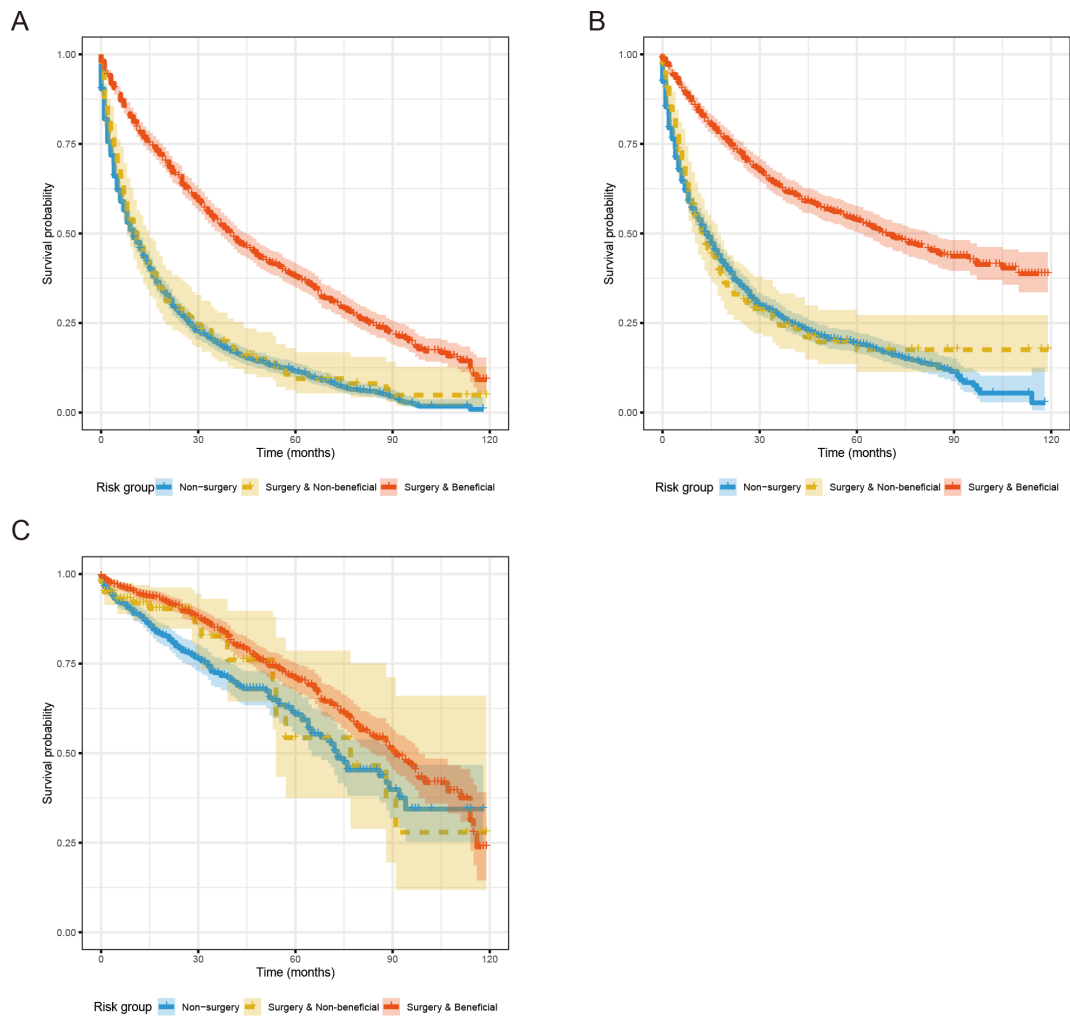 A
B
1.00
0.75
0.50
0.25
0.00
Survival probability
0 30 60 90 120
Time (months)
Risk group Non−surgery Surgery & Non−beneficial Surgery & Beneficial
1.00
0.75
0.50
0.25
0.00
Survival probability
0 30 60 90 120
Time (months)
Risk group Non−surgery Surgery & Non−beneficial Surgery & Beneficial
C
1.00
0.75
0.50
0.25
0.00
Survival probability
0 30 60 90 120
Time (months)
Risk group Non−surgery Surgery & Non−beneficial Surgery & Beneficial